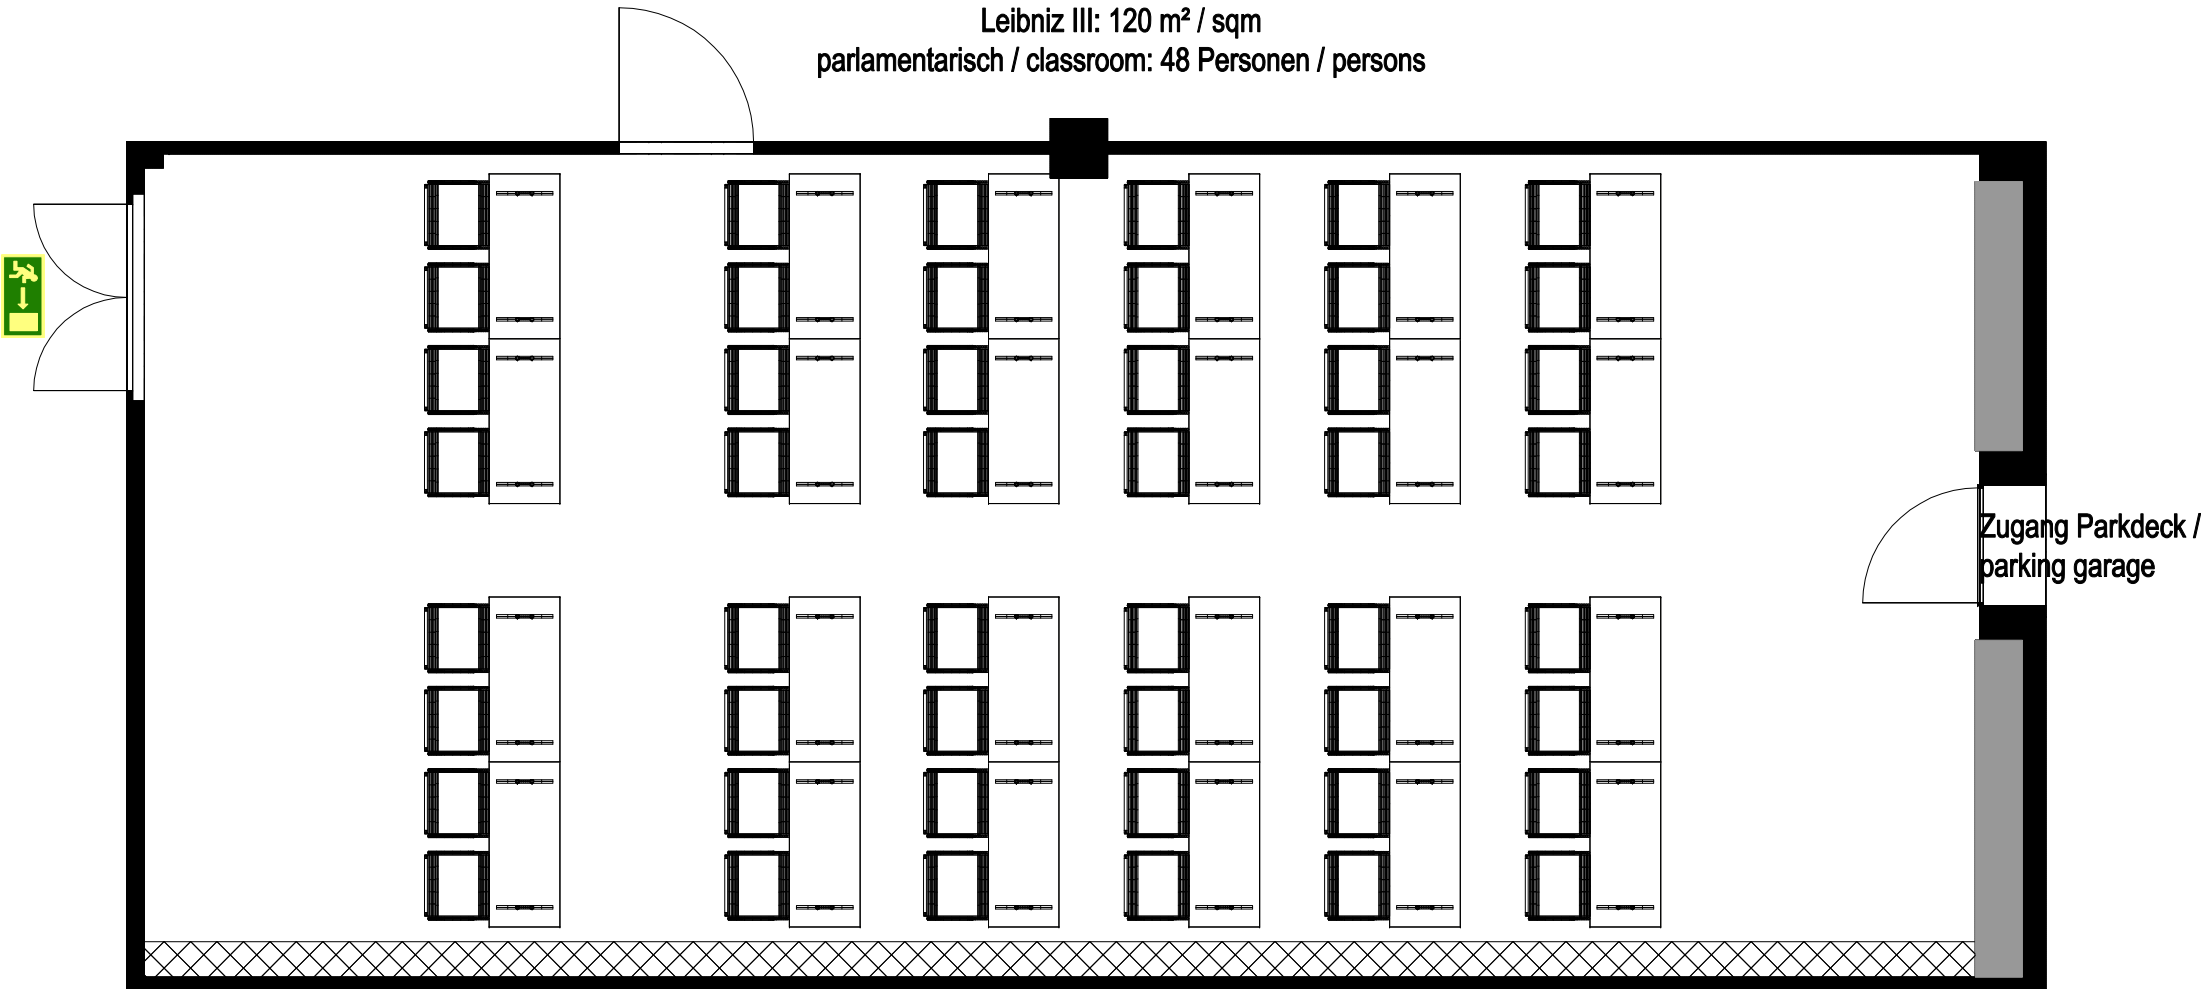 Leibniz III: 120 m² / sqm
parlamentarisch / classroom: 48 Personen / persons
Zugang Parkdeck /
parking garage